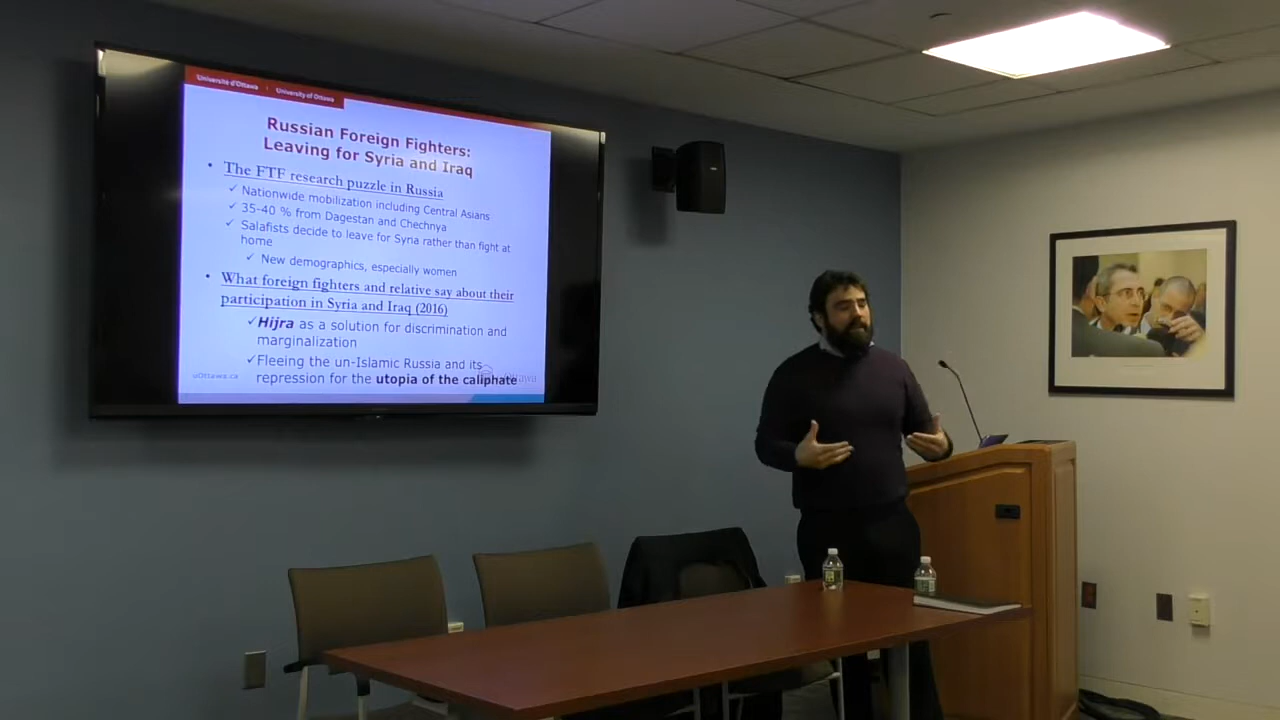 Université d'Ottawa | University of Ottawa
Russian Foreign Fighters:
Leaving for Syria and Iraq
• The FTF research puzzle in Russia
✓ Nationwide mobilization including Central Asians
✓ 35-40 % from Dagestan and Chechnya
✓ Salafists decide to leave for Syria rather than fight at
home
✓ New demographics, especially women
• What foreign fighters and relative say about their
participation in Syria and Iraq (2016)
✓Hijra as a solution for discrimination and
marginalization
✓Fleeing the un-Islamic Russia and its
repression for the utopia of the caliphate
uOttawa.ca